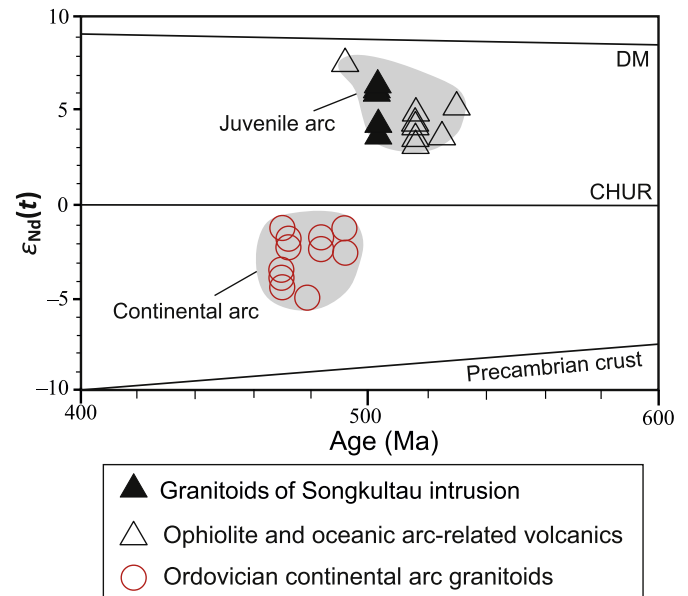 10
DM
Juvenile arc
5
CHUR
0
εNd(t)
−5
Continental arc
Precambrian crust
−10
400
500
600
Age (Ma)
Granitoids of Songkultau intrusion
Ophiolite and oceanic arc-related volcanics
Ordovician continental arc granitoids